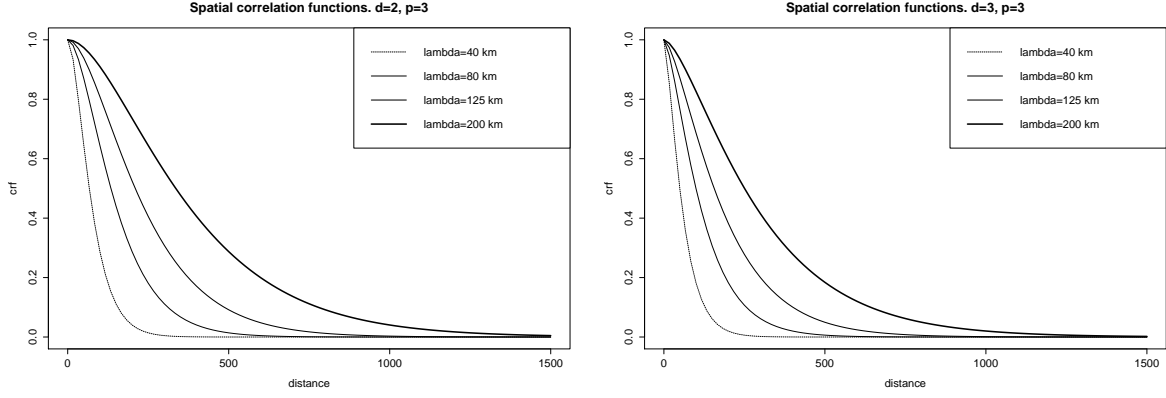 Spatial correlation functions. d=2, p=3
crf
1.0
0.8
0.6
0.4
0.2
0.0
lambda=40 km
lambda=80 km
lambda=125 km
lambda=200 km
0 500 1000 1500
distance
Spatial correlation functions. d=3, p=3
crf
1.0
0.8
0.6
0.4
0.2
0.0
lambda=40 km
lambda=80 km
lambda=125 km
lambda=200 km
0 500 1000 1500
distance